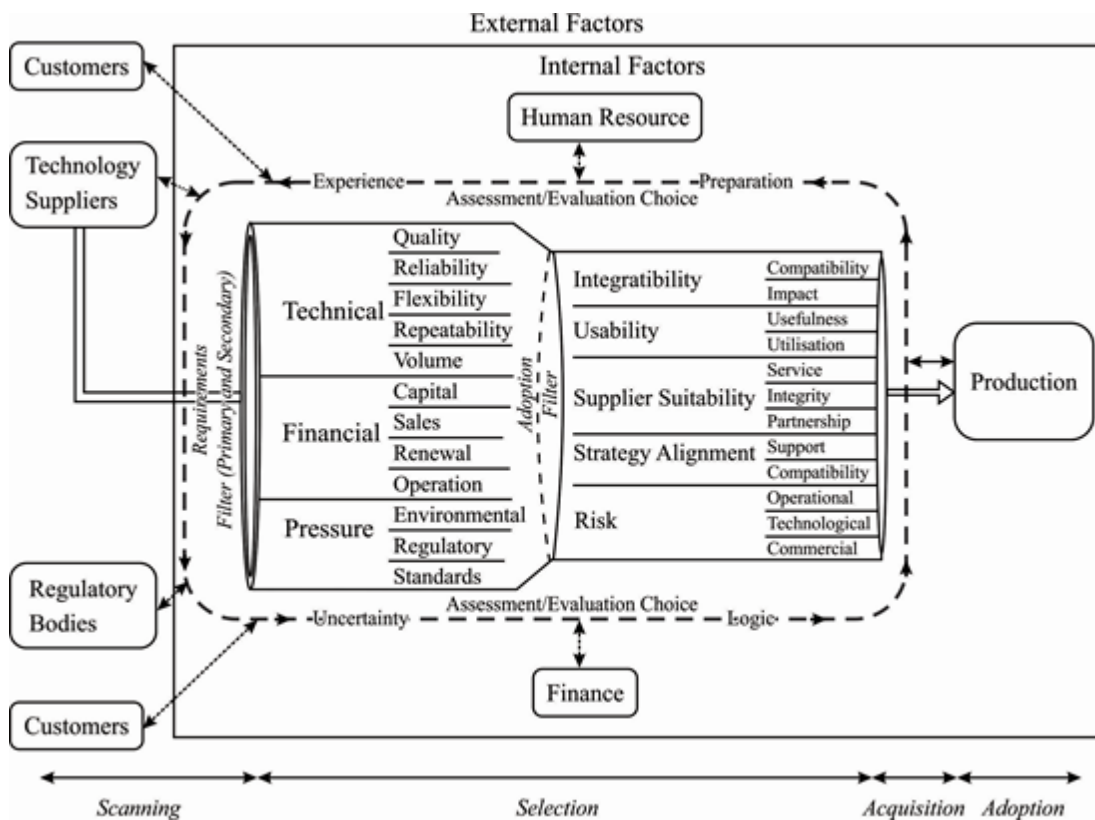 External Factors
Customers
Internal Factors
Human Resource
Technology
Suppliers
Experience
Preparation
Assessment/Evaluation Choice
Requirements
Filter (Primary and Secondary)
Technical
Quality
Reliability
Flexibility
Repeatability
Volume
Financial
Capital
Sales
Renewal
Operation
Pressure
Environmental
Regulatory
Standards
Adoption
Filter
Integratibility
Compatibility
Impact
Usability
Usefulness
Utilisation
Supplier Suitability
Service
Integrity
Partnership
Strategy Alignment
Support
Compatibility
Risk
Operational
Technological
Commercial
Production
Regulatory
Bodies
Assessment/Evaluation Choice
Uncertainty
Logic
Finance
Customers
Scanning
Selection
Acquisition
Adoption